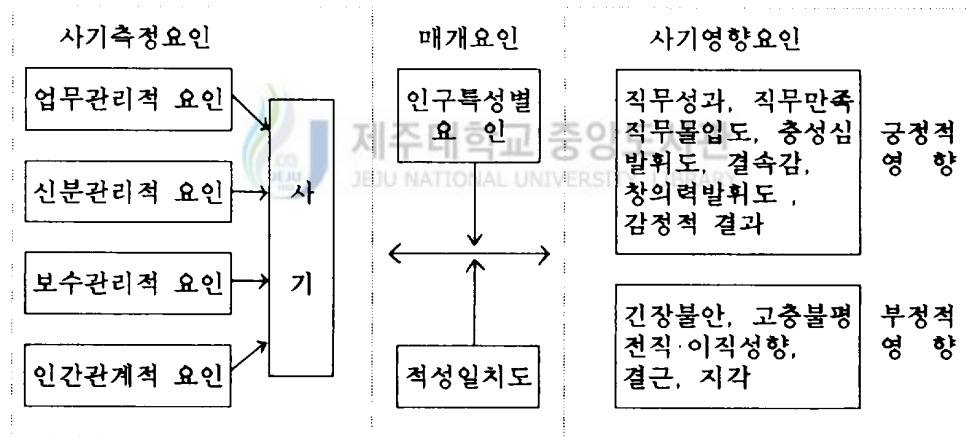 사기측정요인
업무관리적 요인
신분관리적 요인
보수관리적 요인
인간관계적 요인
사
기
매개요인
인구특성별
요 인
적성일치도
사기영향요인
직무성과, 직무만족
직무몰입도, 충성심
발휘도, 결속감,
창의력발휘도,
감정적 결과
긍정적
영 향
긴장불안, 고충불평
전직·이직성향,
결근, 지각
부정적
영 향
제주대학교 중앙도서관
JEJU NATIONAL UNIVERSITY LIBRARY
JEJU